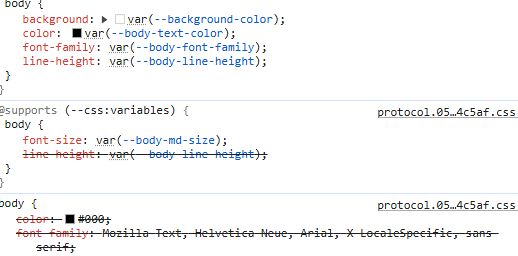 body {
background: ▶ var(--background-color);
color: var(--body-text-color);
font-family: var(--body-font-family);
line-height: var(--body-line-height);
}
}
@supports (--css:variables) { protocol.05…4c5af.css
body {
font-size: var(--body-md-size);
line-height: var(--body-line-height);
}
}
body { protocol.05…4c5af.css
color: #000;
font-family: Mozilla Text, Helvetica Neue, Arial, X-LocaleSpecific, sans-
serif;